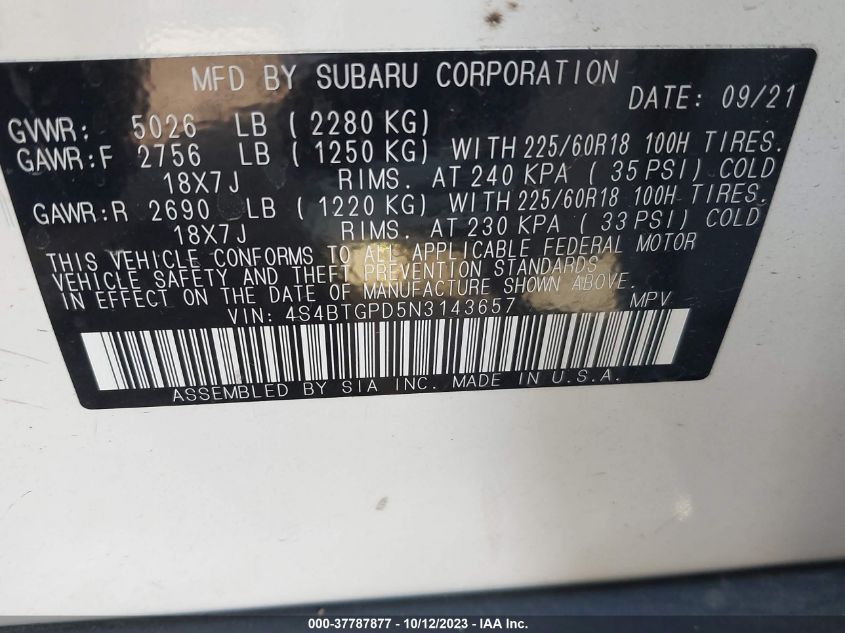 MFD BY SUBARU CORPORATION
DATE: 09/21
GVWR: 5026 LB ( 2280 KG)
GAWR:F 2756 LB ( 1250 KG) WITH 225/60R18 100H TIRES.
18X7J RIMS. AT 240 KPA ( 35 PSI) COLD
GAWR:R 2690 LB ( 1220 KG) WITH 225/60R18 100H TIRES.
18X7J RIMS. AT 230 KPA ( 33 PSI) COLD
THIS VEHICLE CONFORMS TO ALL APPLICABLE FEDERAL MOTOR
VEHICLE SAFETY AND THEFT PREVENTION STANDARDS
IN EFFECT ON THE DATE OF MANUFACTURE SHOWN ABOVE.
VIN: 4S4BTGPD5N3143657 MPV
ASSEMBLED BY SIA INC. MADE IN U.S.A.
000-37787877 - 10/12/2023 - IAA Inc.